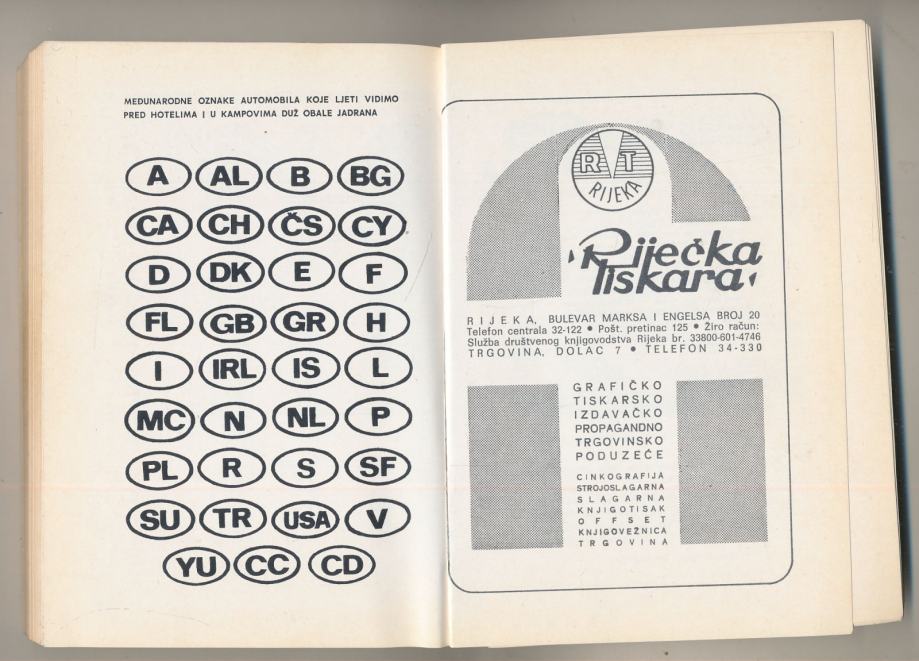 MEĐUNARODNE OZNAKE AUTOMOBILA KOJE LJETI VIDIMO
PRED HOTELIMA I U KAMPOVIMA DUŽ OBALE JADRANA
A AL B BG
CA CH ČS CY
D DK E F
FL GB GR H
I IRL IS L
MC N NL P
PL R S SF
SU TR USA V
YU CC CD
R T
RIJEKA
Riječka
tiskara
RIJEKA, BULEVAR MARKSA I ENGELSA BROJ 20
Telefon centrala 32-122 • Pošt. pretinac 125 • Žiro račun:
Služba društvenog knjigovodstva Rijeka br. 33800-601-4746
TRGOVINA, DOLAC 7 • TELEFON 34-330
GRAFIČKO
TISKARSKO
IZDAVAČKO
PROPAGANDNO
TRGOVINSKO
PODUZEĆE
CINKOGRAFIJA
STROJOSLAGARNA
SLAGARNA
KNJIGOTISAK
OFFSET
KNJIGOVEŽNICA
TRGOVINA